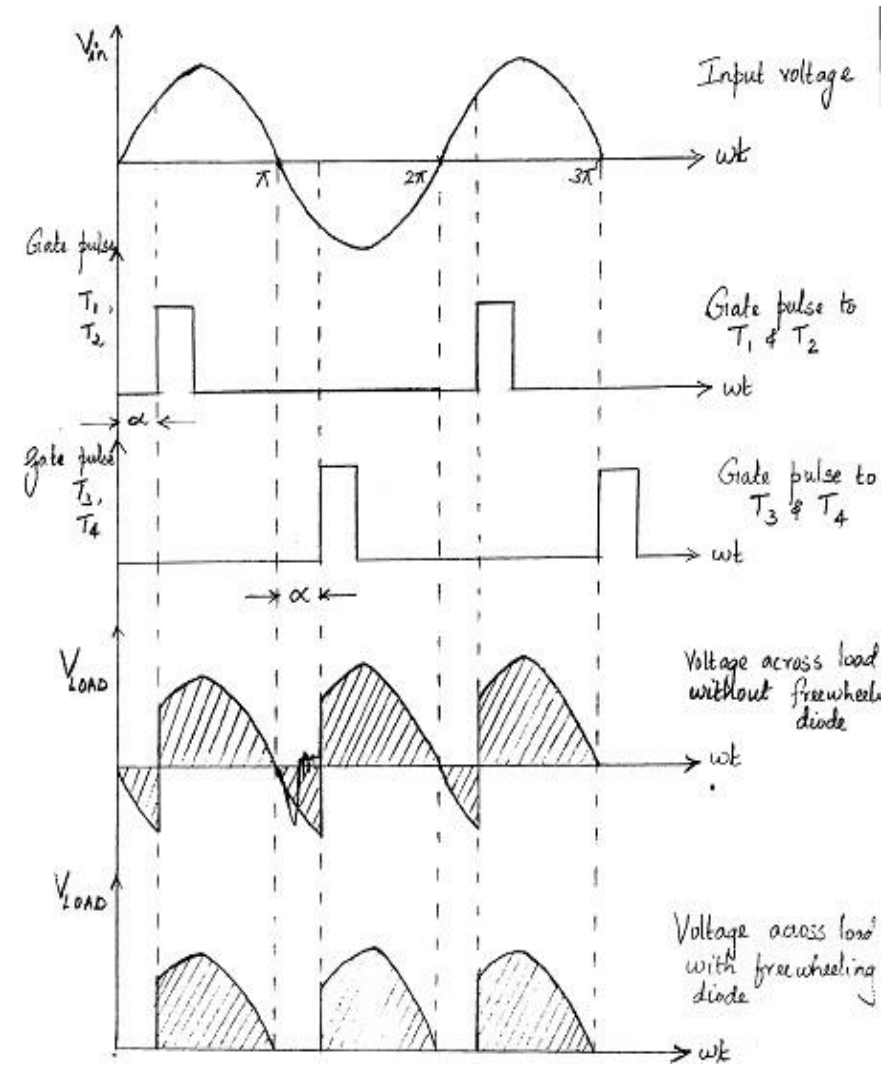 Vin
Input voltage
ωt
π
2π
3π
Gate pulse
T1,
T2,
Gate pulse to
T1 & T2
ωt
α
Gate pulse
T3,
T4
Gate pulse to
T3 & T4
ωt
α
VLOAD
Voltage across load
without freewheeli
diode
ωt
VLOAD
Voltage across load
with freewheeling
diode
ωt